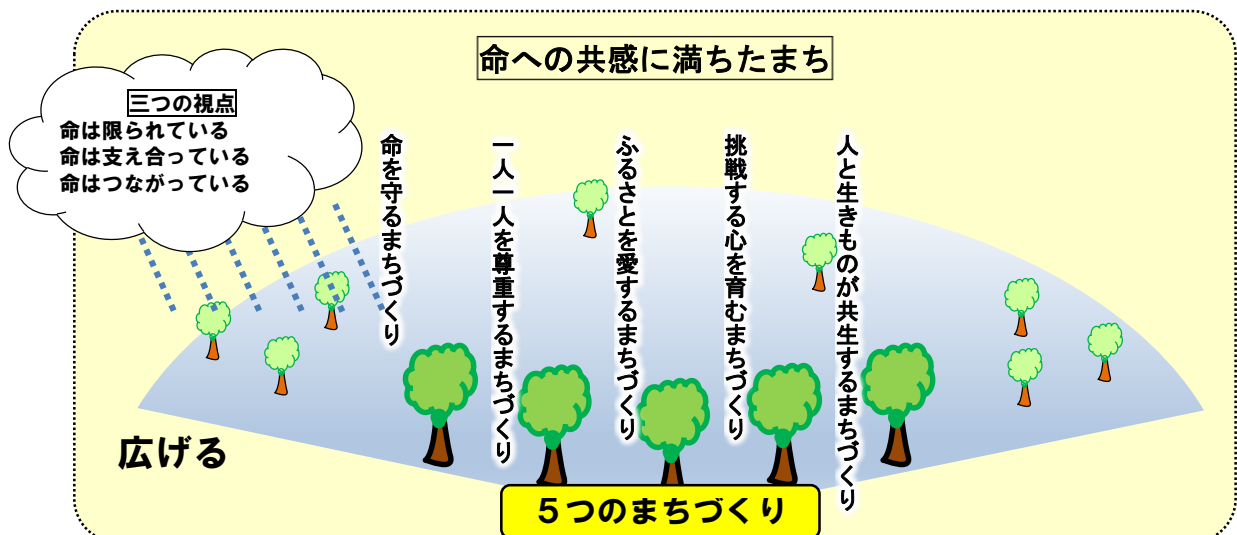 命への共感に満ちたまち
三つの視点
命は限られている
命は支え合っている
命はつながっている
命を守るまちづくり
一人一人を尊重するまちづくり
ふるさとを愛するまちづくり
挑戦する心を育むまちづくり
人と生きものが共生するまちづくり
広げる
５つのまちづくり